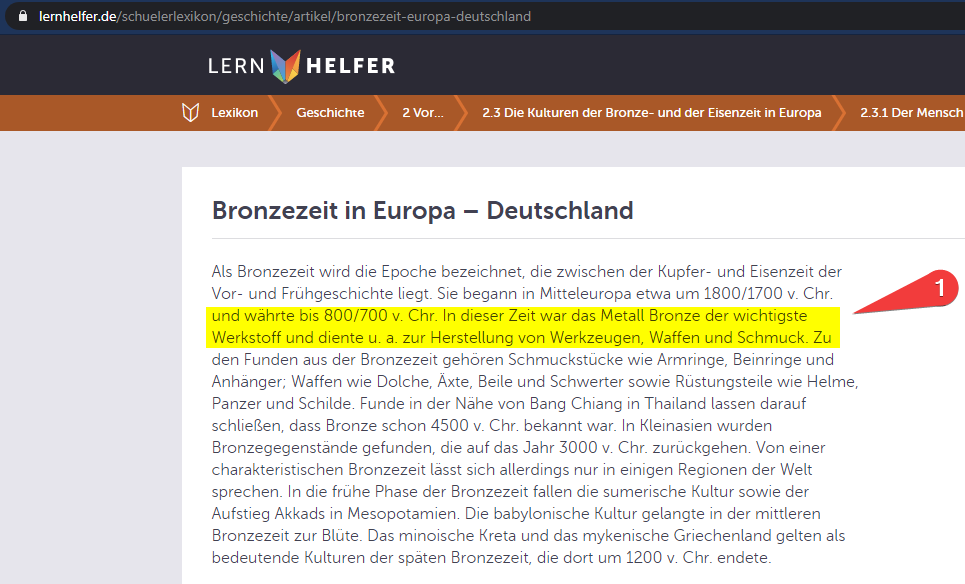 lernhelfer.de/schuelerlexikon/geschichte/artikel/bronzezeit-europa-deutschland
LERN HELFER
Lexikon Geschichte 2 Vor... 2.3 Die Kulturen der Bronze- und der Eisenzeit in Europa 2.3.1 Der Mensch
Bronzezeit in Europa – Deutschland
Als Bronzezeit wird die Epoche bezeichnet, die zwischen der Kupfer- und Eisenzeit der
Vor- und Frühgeschichte liegt. Sie begann in Mitteleuropa etwa um 1800/1700 v. Chr.
1
und währte bis 800/700 v. Chr. In dieser Zeit war das Metall Bronze der wichtigste
Werkstoff und diente u. a. zur Herstellung von Werkzeugen, Waffen und Schmuck. Zu
den Funden aus der Bronzezeit gehören Schmuckstücke wie Armringe, Beinringe und
Anhänger; Waffen wie Dolche, Äxte, Beile und Schwerter sowie Rüstungsteile wie Helme,
Panzer und Schilde. Funde in der Nähe von Bang Chiang in Thailand lassen darauf
schließen, dass Bronze schon 4500 v. Chr. bekannt war. In Kleinasien wurden
Bronzegegenstände gefunden, die auf das Jahr 3000 v. Chr. zurückgehen. Von einer
charakteristischen Bronzezeit lässt sich allerdings nur in einigen Regionen der Welt
sprechen. In die frühe Phase der Bronzezeit fallen die sumerische Kultur sowie der
Aufstieg Akkads in Mesopotamien. Die babylonische Kultur gelangte in der mittleren
Bronzezeit zur Blüte. Das minoische Kreta und das mykenische Griechenland gelten als
bedeutende Kulturen der späten Bronzezeit, die dort um 1200 v. Chr. endete.